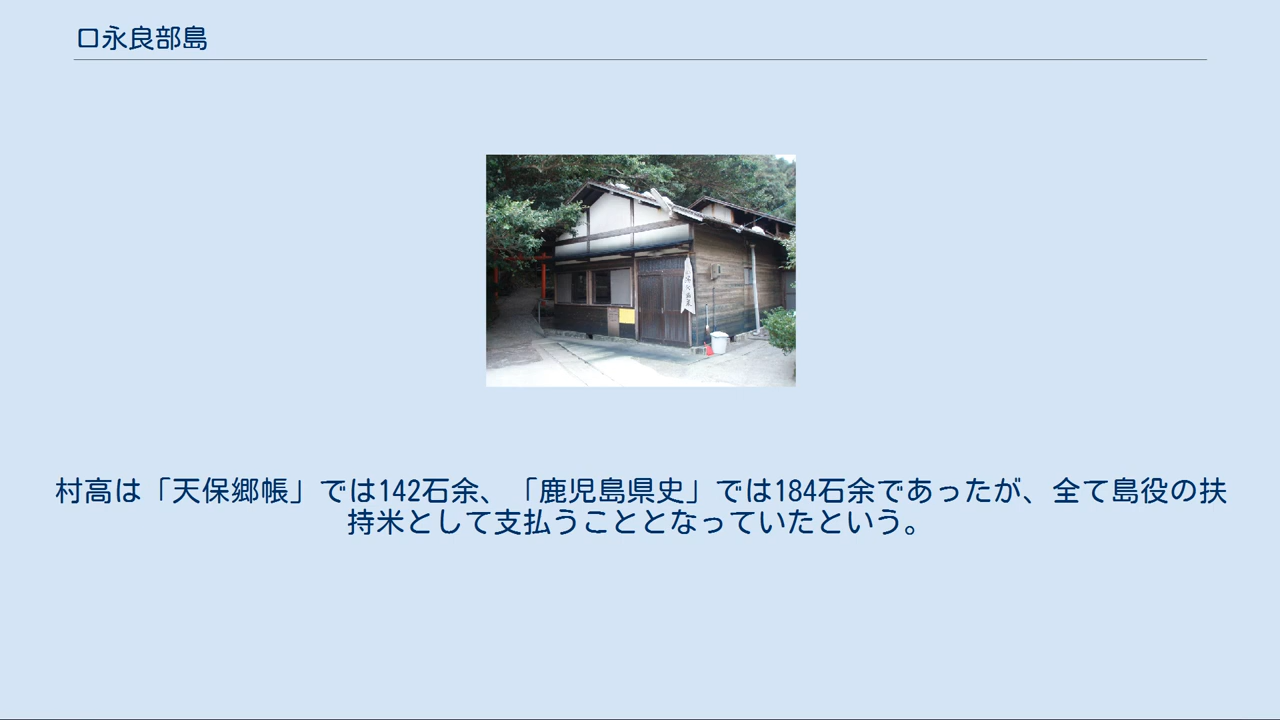 口永良部島
村高は「天保郷帳」では142石余、「鹿児島県史」では184石余であったが、全て島役の扶
持米として支払うこととなっていたという。